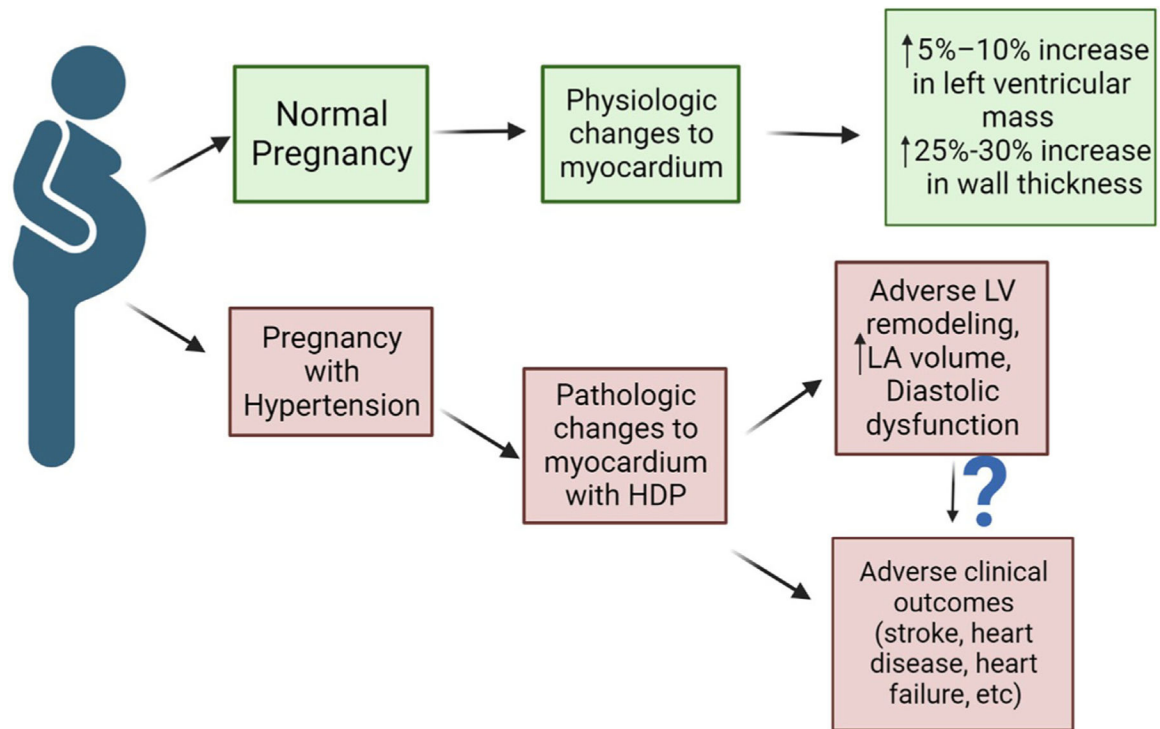 Normal
Pregnancy
Physiologic
changes to
myocardium
↑5%–10% increase
in left ventricular
mass
↑25%-30% increase
in wall thickness
Pregnancy
with
Hypertension
Pathologic
changes to
myocardium
with HDP
Adverse LV
remodeling,
↑LA volume,
Diastolic
dysfunction
?
Adverse clinical
outcomes
(stroke, heart
disease, heart
failure, etc)